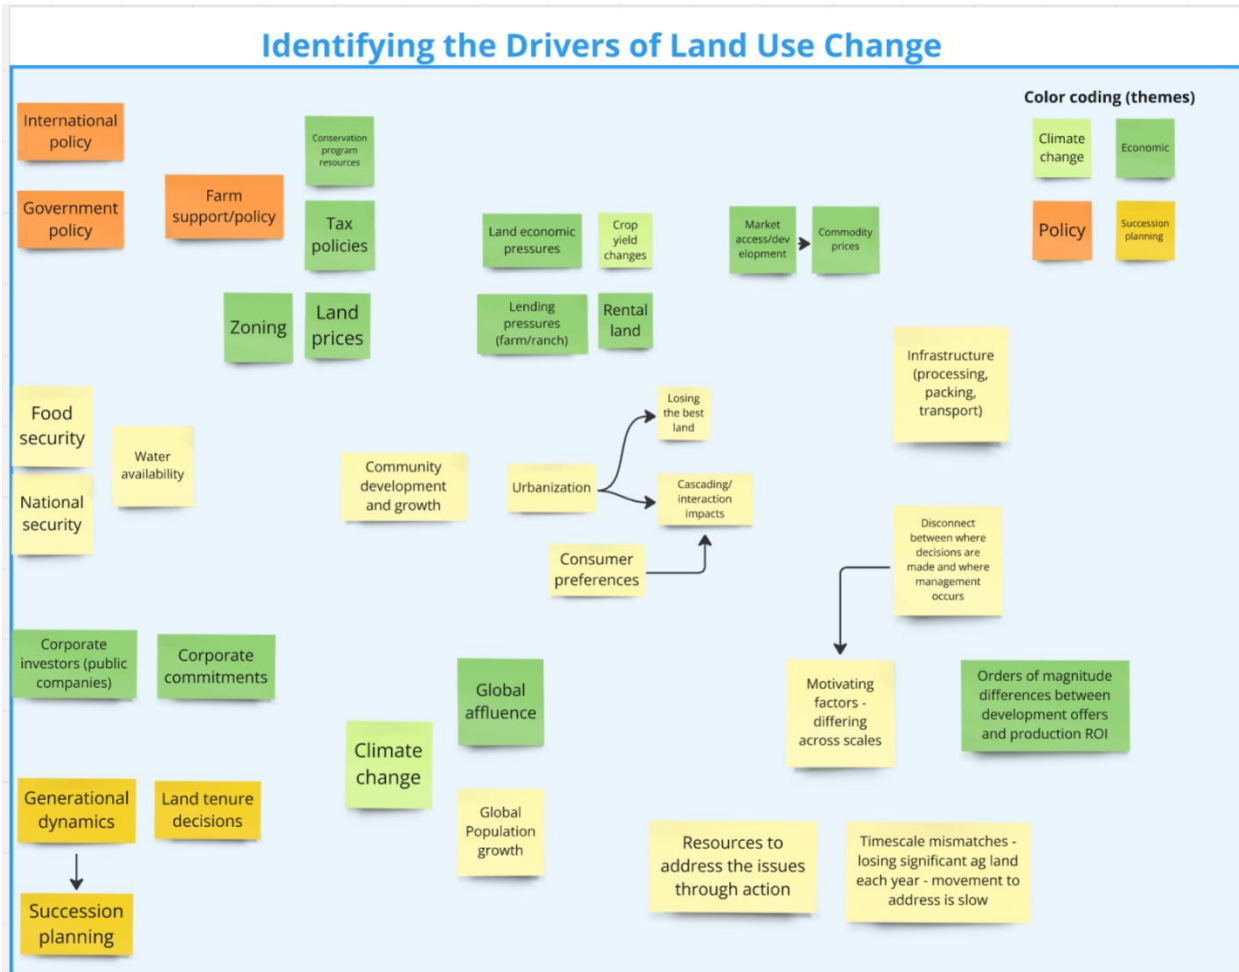 Identifying the Drivers of Land Use Change
Color coding (themes)
Climate
change
Economic
Policy
Succession
planning
International
policy
Government
policy
Farm
support/policy
Conservation
program
resources
Tax
policies
Zoning
Land
prices
Land economic
pressures
Crop
yield
changes
Lending
pressures
(farm/ranch)
Rental
land
Market
access/dev
elopment
Commodity
prices
Infrastructure
(processing,
packing,
transport)
Food
security
Water
availability
National
security
Community
development
and growth
Urbanization
Losing
the best
land
Cascading/
interaction
impacts
Consumer
preferences
Disconnect
between where
decisions are
made and where
management
occurs
Corporate
investors (public
companies)
Corporate
commitments
Global
affluence
Climate
change
Motivating
factors -
differing
across scales
Orders of magnitude
differences between
development offers
and production ROI
Generational
dynamics
Land tenure
decisions
Global
Population
growth
Resources to
address the issues
through action
Timescale mismatches -
losing significant ag land
each year - movement to
address is slow
Succession
planning